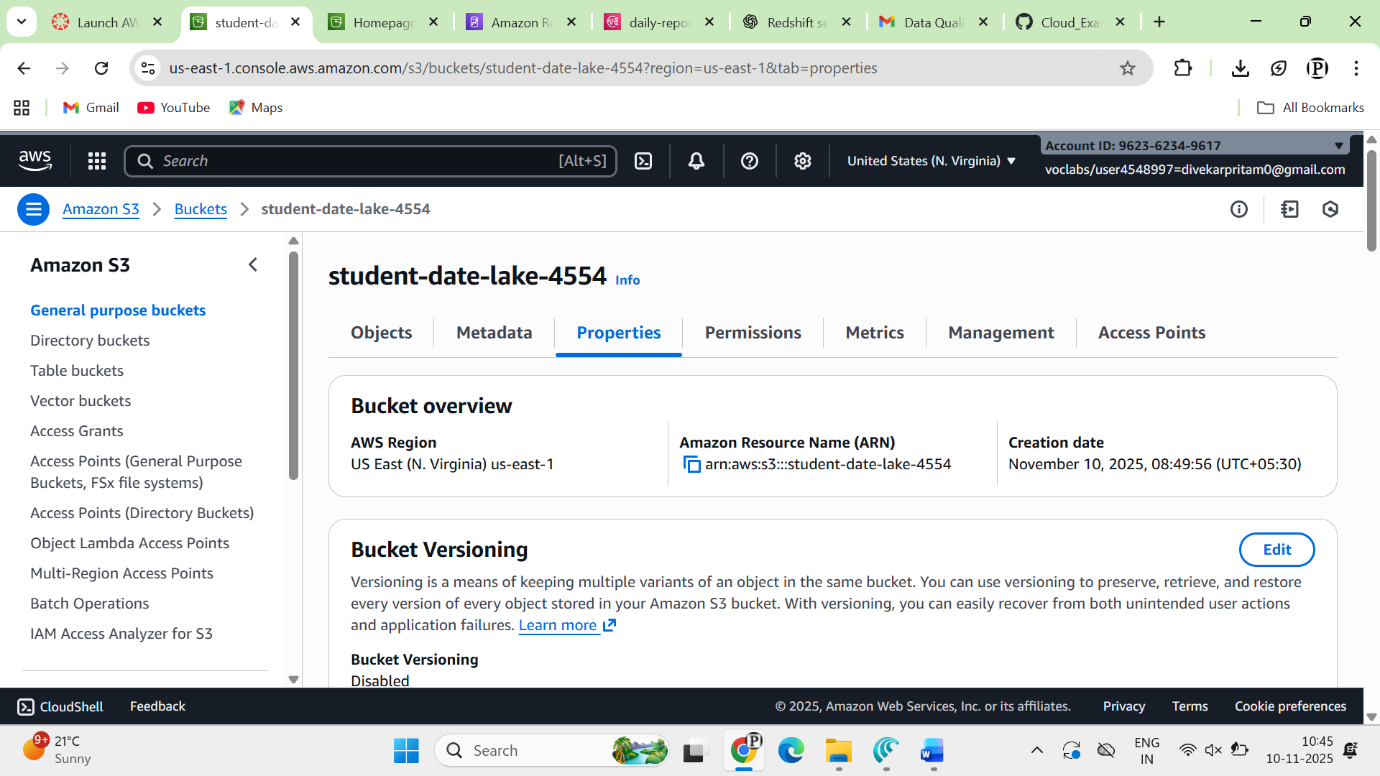 Launch AW
student-da
Homepage
Amazon Re
daily-repor
Redshift se
Data Quali
Cloud_Exa
us-east-1.console.aws.amazon.com/s3/buckets/student-date-lake-4554?region=us-east-1&tab=properties
Gmail
YouTube
Maps
All Bookmarks
aws
Search
[Alt+S]
United States (N. Virginia)
Account ID: 9623-6234-9617
voclabs/user4548997=divekarpritam0@gmail.com
Amazon S3
Buckets
student-date-lake-4554
Amazon S3
General purpose buckets
Directory buckets
Table buckets
Vector buckets
Access Grants
Access Points (General Purpose
Buckets, FSx file systems)
Access Points (Directory Buckets)
Object Lambda Access Points
Multi-Region Access Points
Batch Operations
IAM Access Analyzer for S3
student-date-lake-4554 Info
Objects
Metadata
Properties
Permissions
Metrics
Management
Access Points
Bucket overview
AWS Region
US East (N. Virginia) us-east-1
Amazon Resource Name (ARN)
arn:aws:s3:::student-date-lake-4554
Creation date
November 10, 2025, 08:49:56 (UTC+05:30)
Bucket Versioning
Edit
Versioning is a means of keeping multiple variants of an object in the same bucket. You can use versioning to preserve, retrieve, and restore
every version of every object stored in your Amazon S3 bucket. With versioning, you can easily recover from both unintended user actions
and application failures. Learn more
Bucket Versioning
Disabled
CloudShell
Feedback
© 2025, Amazon Web Services, Inc. or its affiliates.
Privacy
Terms
Cookie preferences
9+
21°C
Sunny
Search
P
W
ENG
IN
10:45
10-11-2025